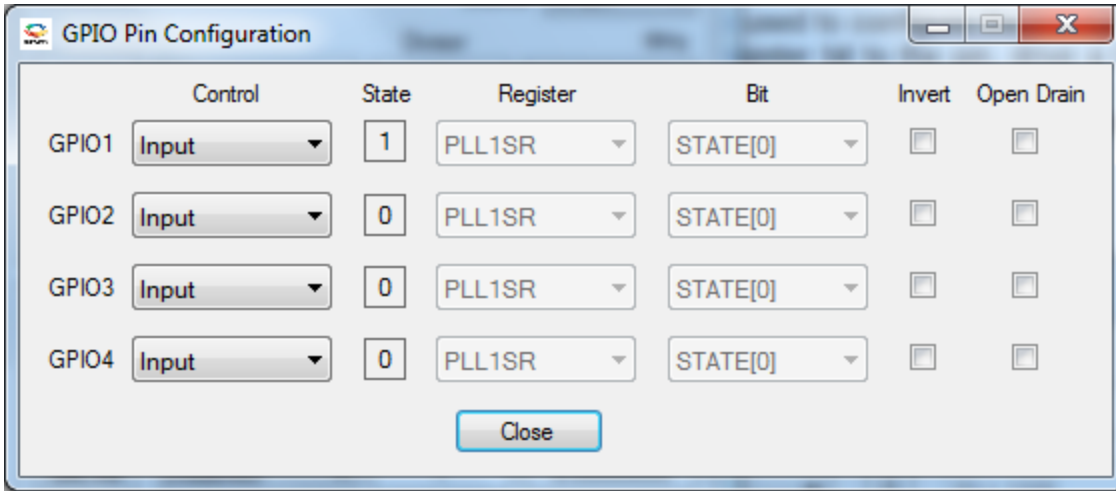 GPIO Pin Configuration
Control State Register Bit Invert Open Drain
GPIO1 Input 1 PLL1SR STATE[0]
GPIO2 Input 0 PLL1SR STATE[0]
GPIO3 Input 0 PLL1SR STATE[0]
GPIO4 Input 0 PLL1SR STATE[0]
Close